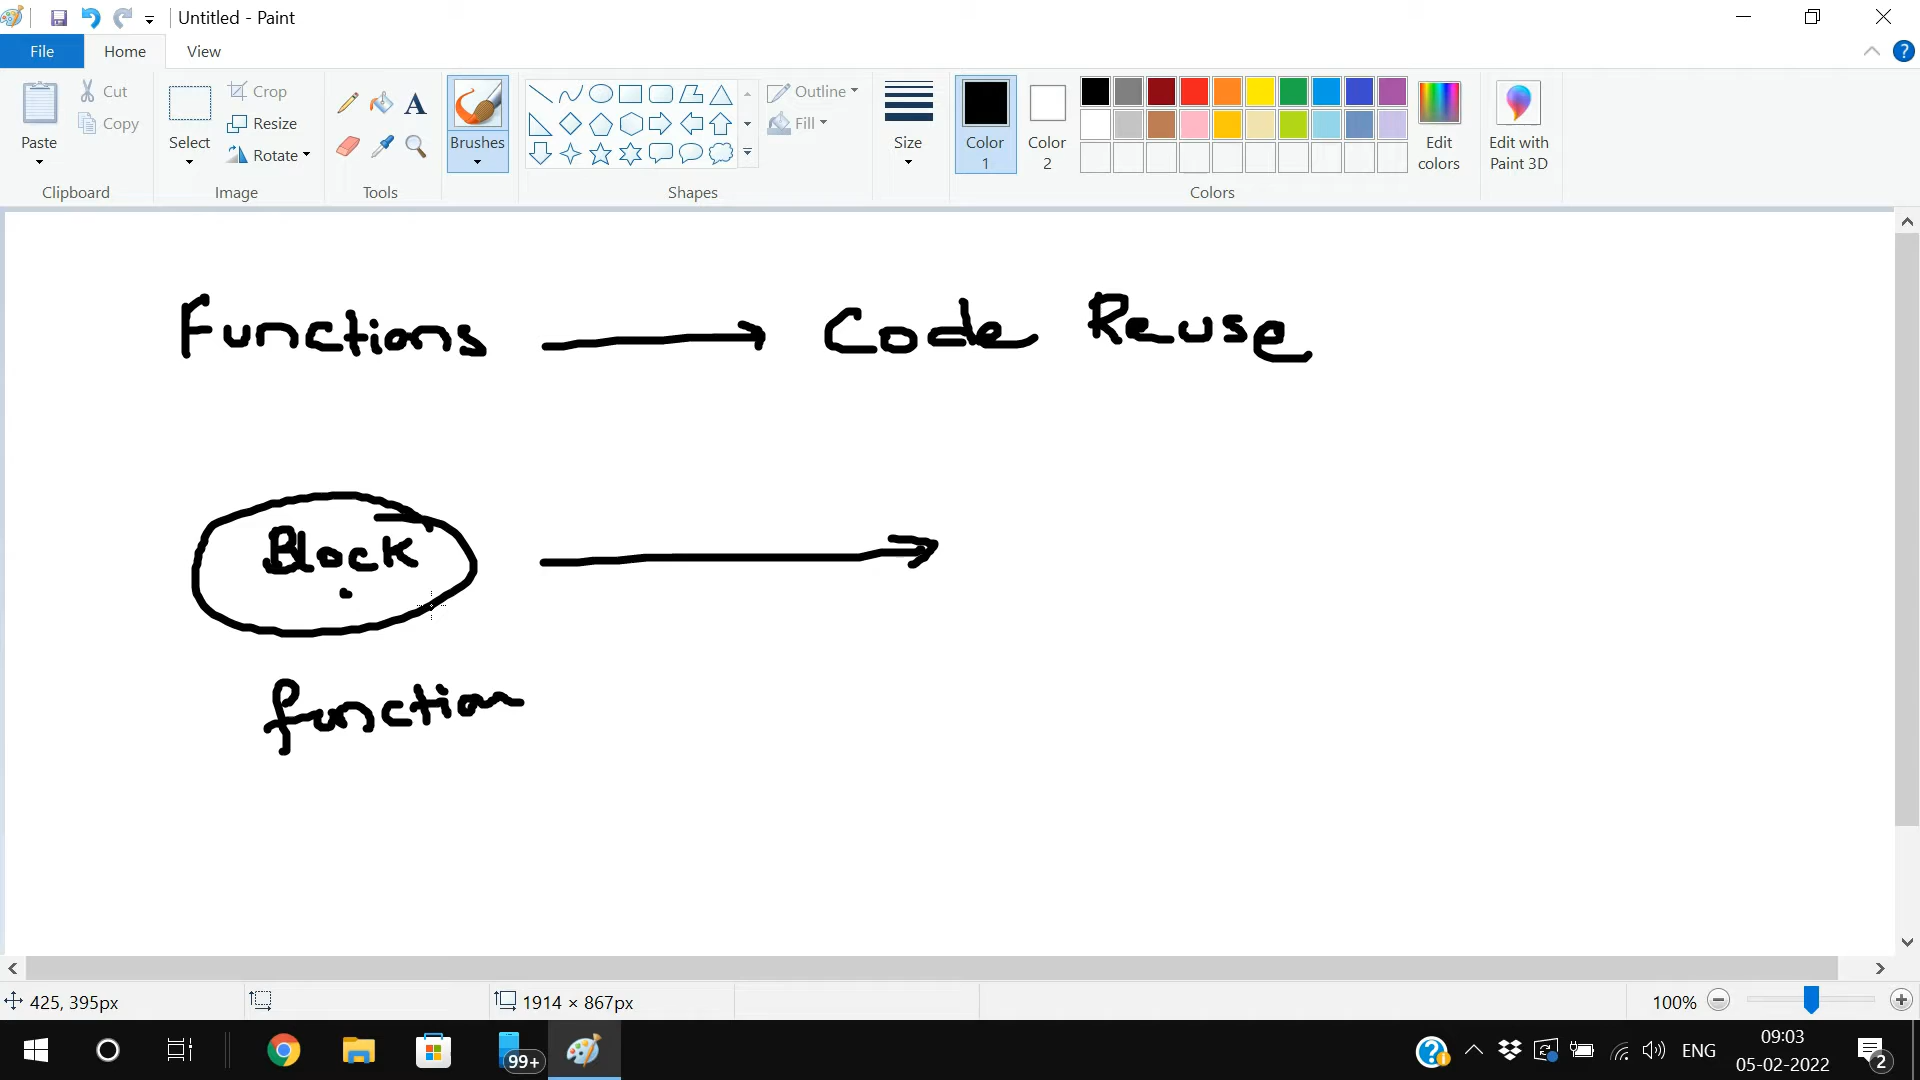 Untitled - Paint
File Home View
Paste Cut Copy Clipboard
Select Crop Resize Rotate Image
Tools
Brushes
Outline Fill Shapes
Size
Color 1
Color 2
Edit colors
Colors
Edit with Paint 3D
Functions → Code Reuse
Block →
function
425, 395px 1914 × 867px 100%
99+ ENG 09:03 05-02-2022 2